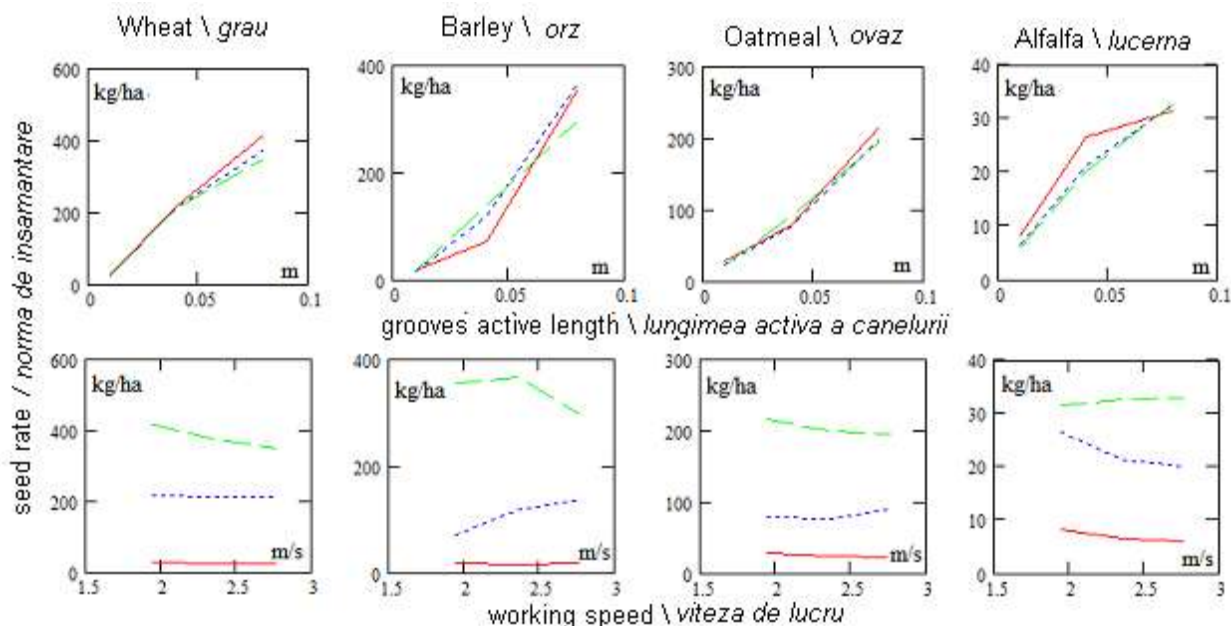 Wheat \ grau
Barley \ orz
Oatmeal \ ovaz
Alfalfa \ lucerna
600
400
200
0
kg/ha
m
0
0.05
0.1
400
200
0
kg/ha
m
0
0.05
0.1
300
200
100
0
kg/ha
m
0
0.05
0.1
40
30
20
10
0
kg/ha
m
0
0.05
0.1
grooves active length \ lungimea activa a canelurii
seed rate / norma de insamantare
600
400
200
0
kg/ha
m/s
1.5
2
2.5
3
400
200
0
kg/ha
m/s
1.5
2
2.5
3
300
200
100
0
kg/ha
m/s
1.5
2
2.5
3
40
30
20
10
0
kg/ha
m/s
1.5
2
2.5
3
working speed \ viteza de lucru